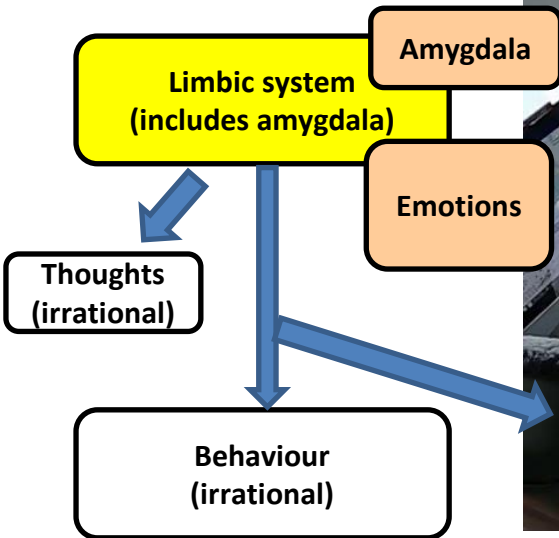 Amygdala
Limbic system
(includes amygdala)
Emotions
Thoughts
(irrational)
Behaviour
(irrational)